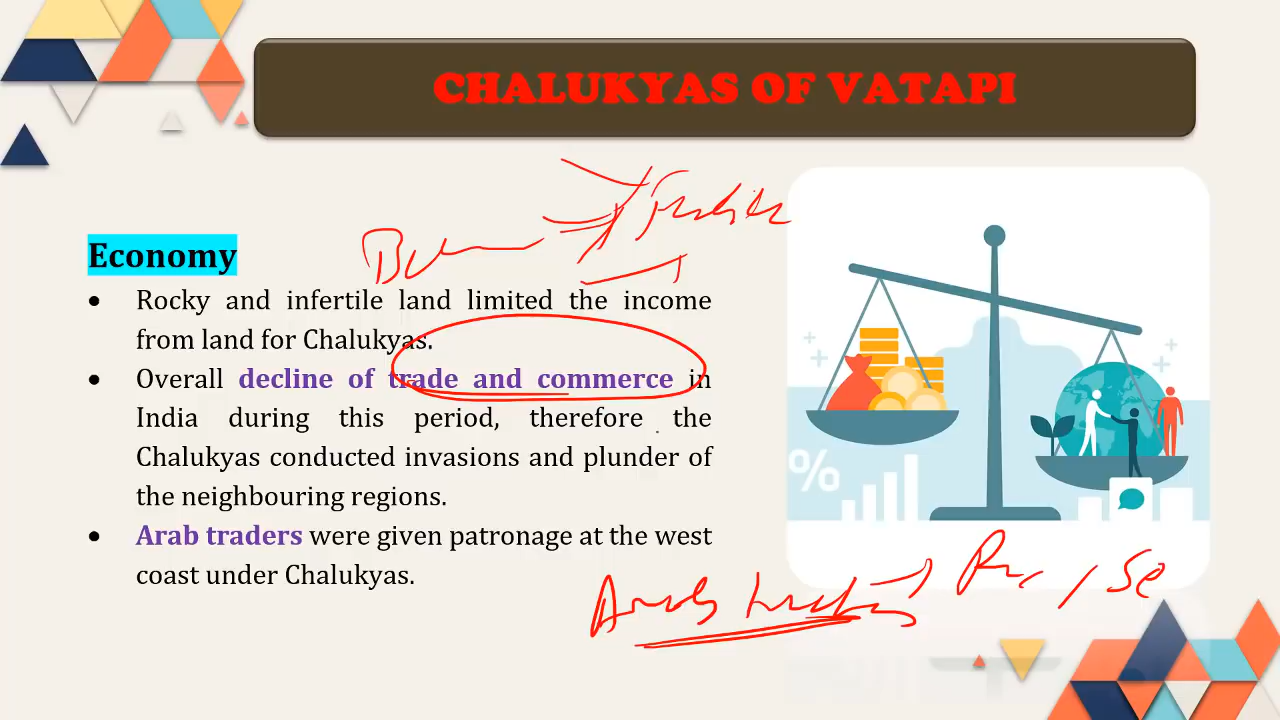 CHALUKYAS OF VATAPI
Economy
• Rocky and infertile land limited the income
from land for Chalukyas.
• Overall decline of trade and commerce in
India during this period, therefore the
Chalukyas conducted invasions and plunder of
the neighbouring regions.
• Arab traders were given patronage at the west
coast under Chalukyas.
%
Arab traders